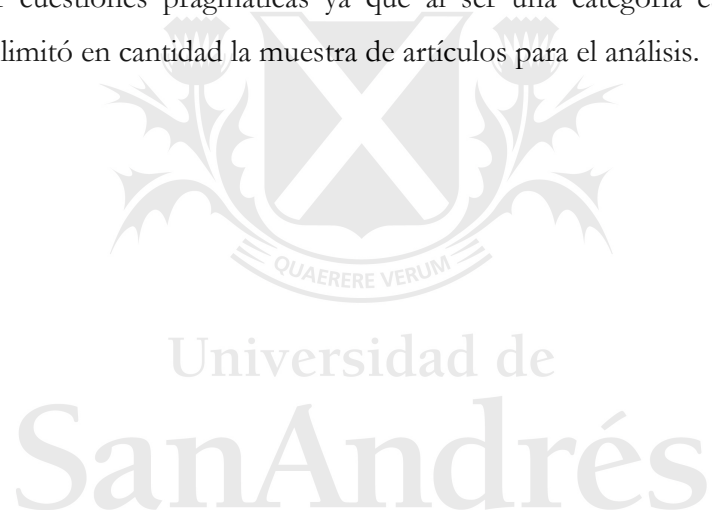 cuestiones pragmáticas ya que al ser una categoría e
limitó en cantidad la muestra de artículos para el análisis.
QUAERERE VERUM
Universidad de
SanAndrés